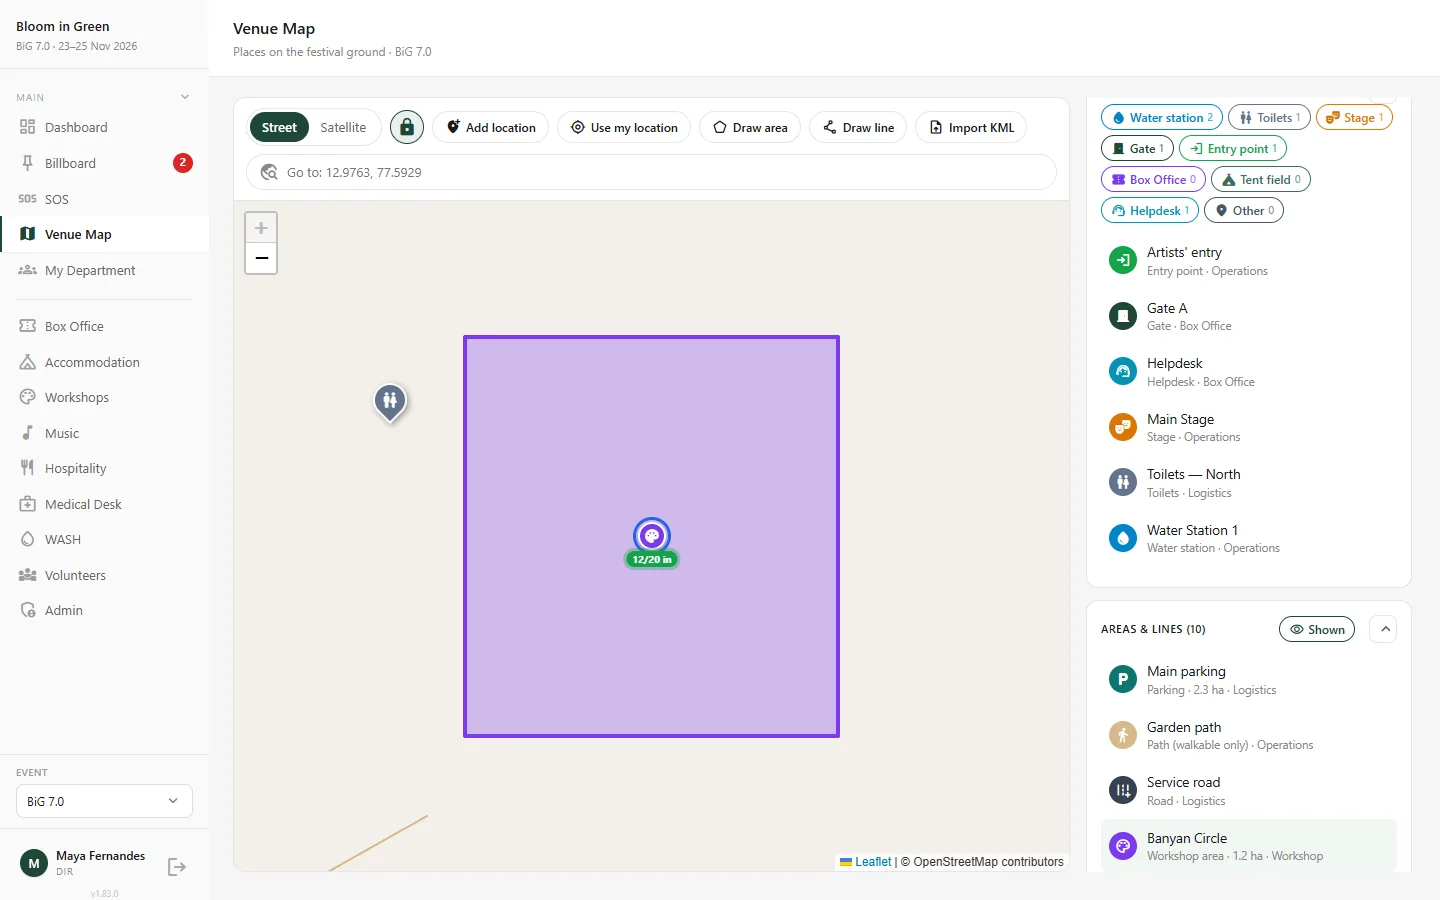 Bloom in Green
BiG 7.0 · 23–25 Nov 2026
MAIN
Dashboard
Billboard
2
SOS
SOS
Venue Map
My Department
Box Office
Accommodation
Workshops
Music
Hospitality
Medical Desk
WASH
Volunteers
Admin
EVENT
BiG 7.0
M
Maya Fernandes
DIR
v1.83.0
Venue Map
Places on the festival ground · BiG 7.0
Street
Satellite
Add location
Use my location
Draw area
Draw line
Import KML
Go to: 12.9763, 77.5929
+
−
12/20 in
Leaflet | © OpenStreetMap contributors
Water station 2
Toilets 1
Stage 1
Gate 1
Entry point 1
Box Office 0
Tent field 0
Helpdesk 1
Other 0
Artists' entry
Entry point · Operations
Gate A
Gate · Box Office
Helpdesk
Helpdesk · Box Office
Main Stage
Stage · Operations
Toilets — North
Toilets · Logistics
Water Station 1
Water station · Operations
AREAS & LINES (10)
Shown
P
Main parking
Parking · 2.3 ha · Logistics
Garden path
Path (walkable only) · Operations
Service road
Road · Logistics
Banyan Circle
Workshop area · 1.2 ha · Workshop